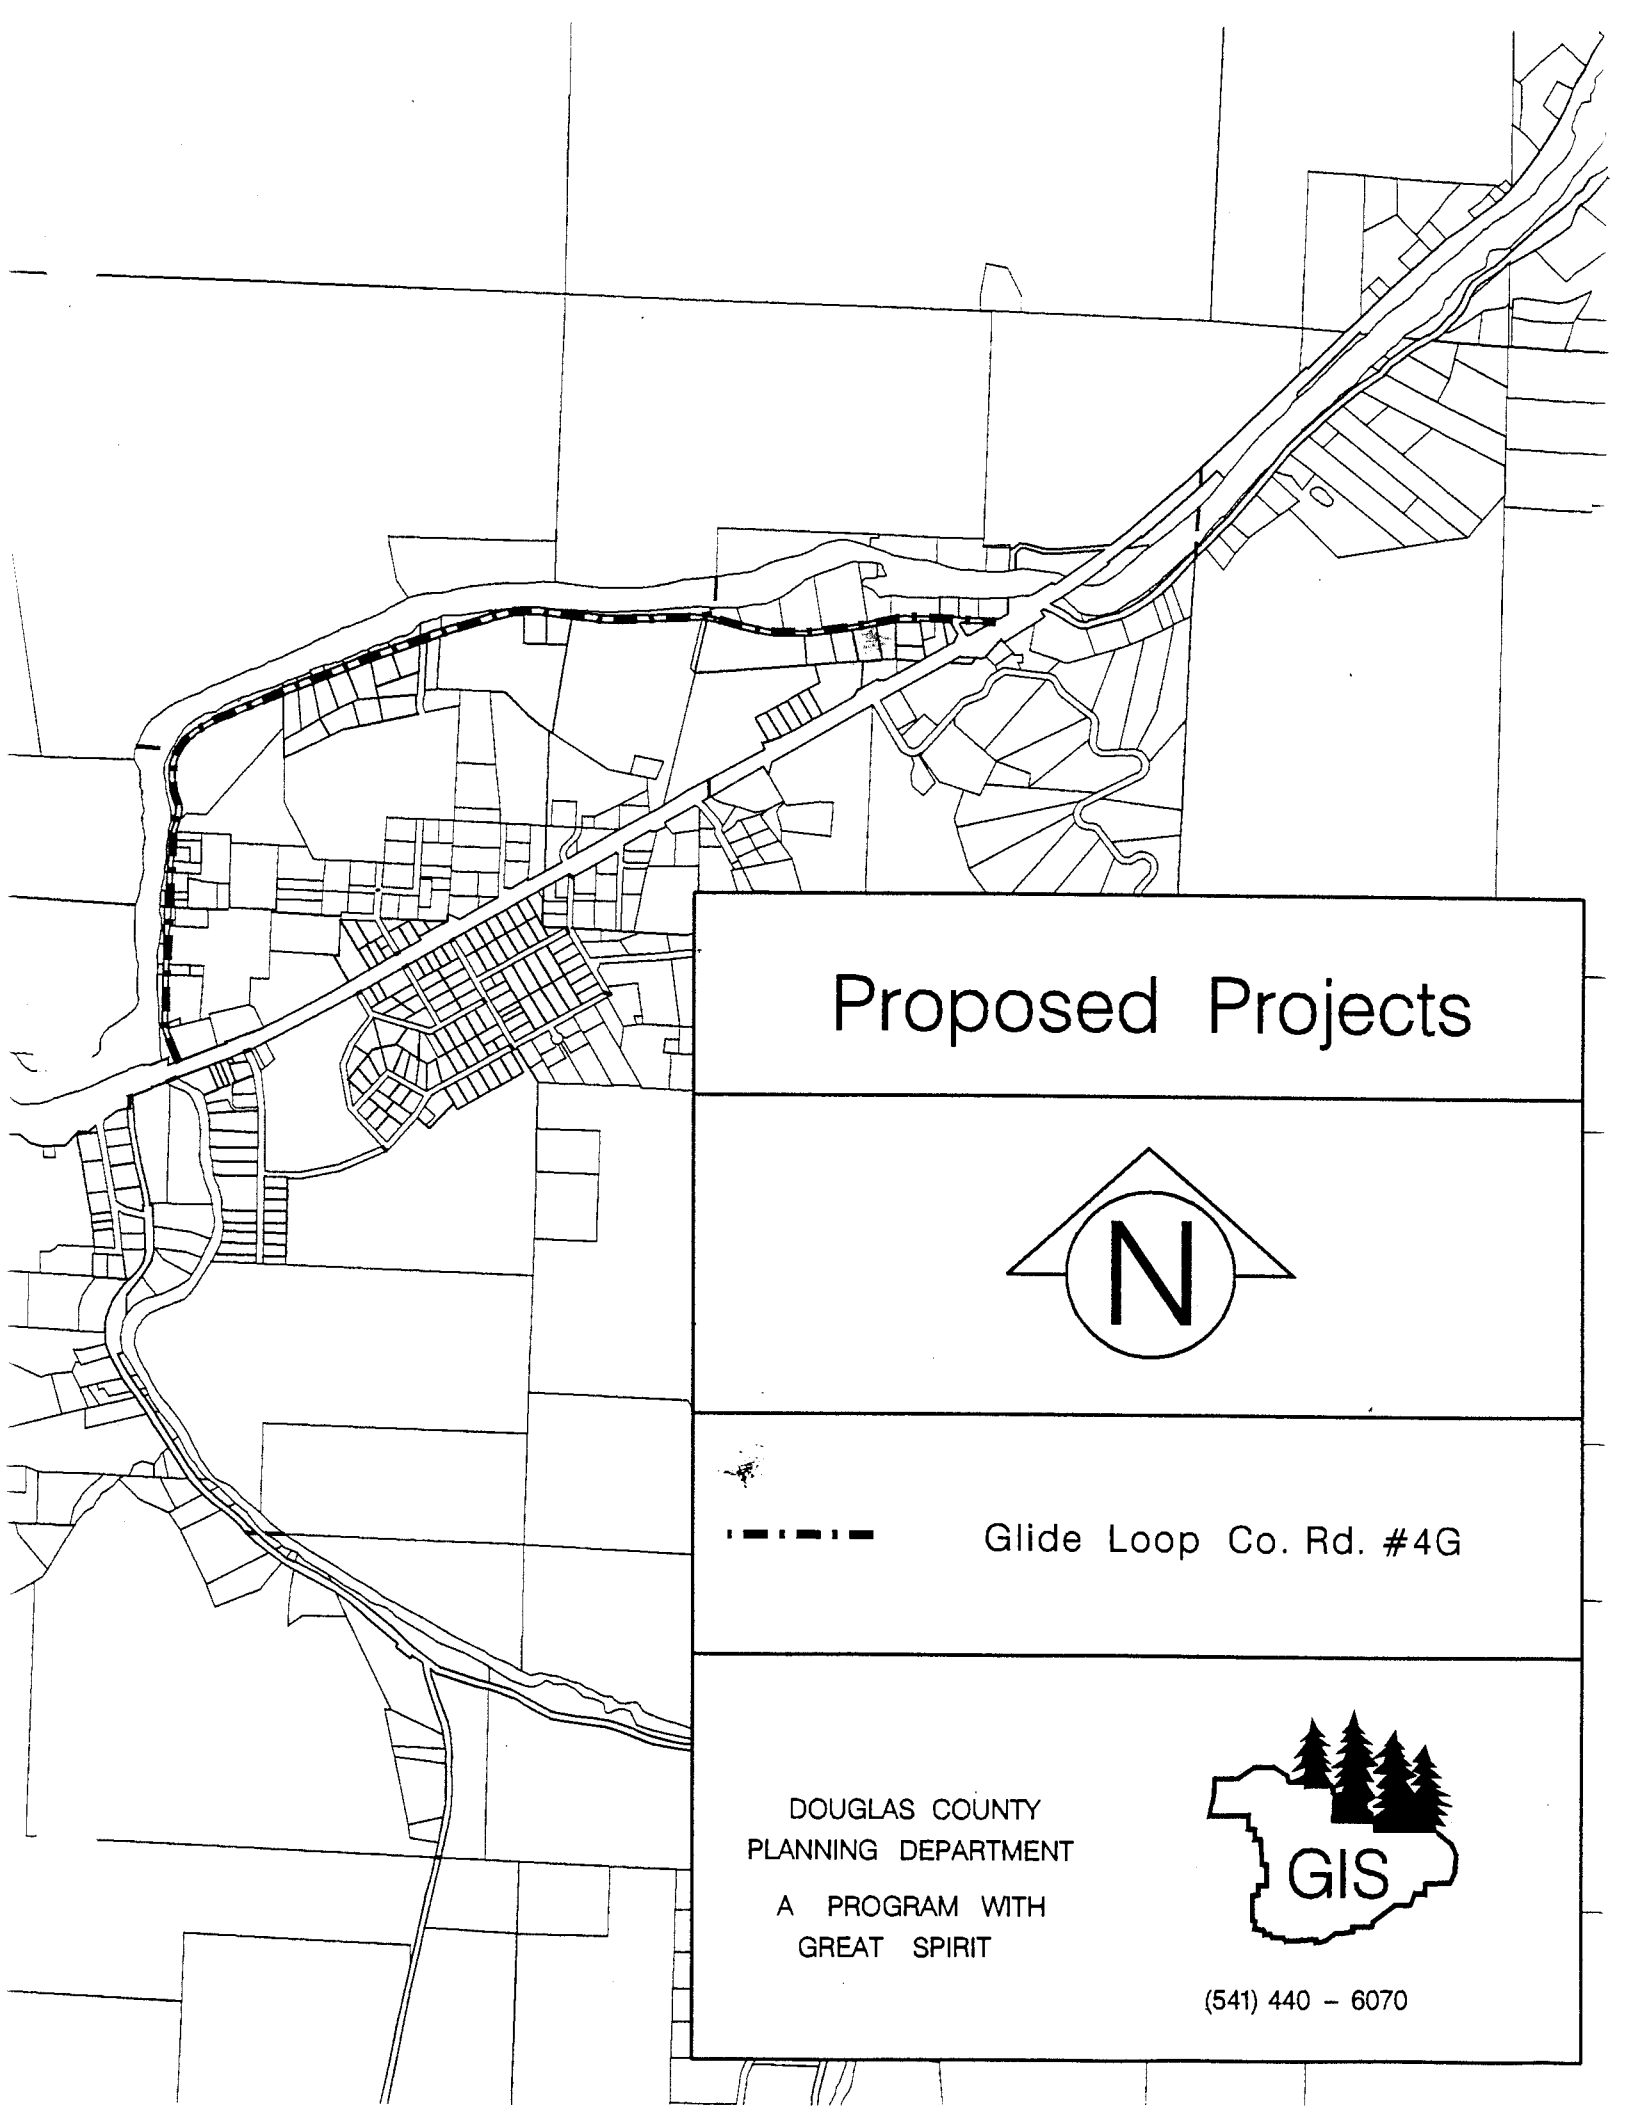 Proposed Projects
N
Glide Loop Co. Rd. #4G
DOUGLAS COUNTY
PLANNING DEPARTMENT
A PROGRAM WITH
GREAT SPIRIT
GIS
(541) 440 - 6070